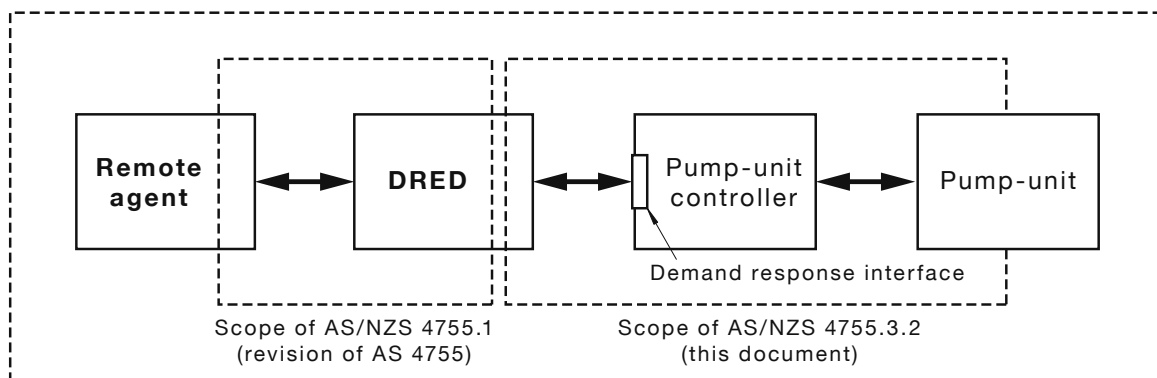 Remote
agent
DRED
Pump-unit
controller
Pump-unit
Demand response interface
Scope of AS/NZS 4755.1
(revision of AS 4755)
Scope of AS/NZS 4755.3.2
(this document)